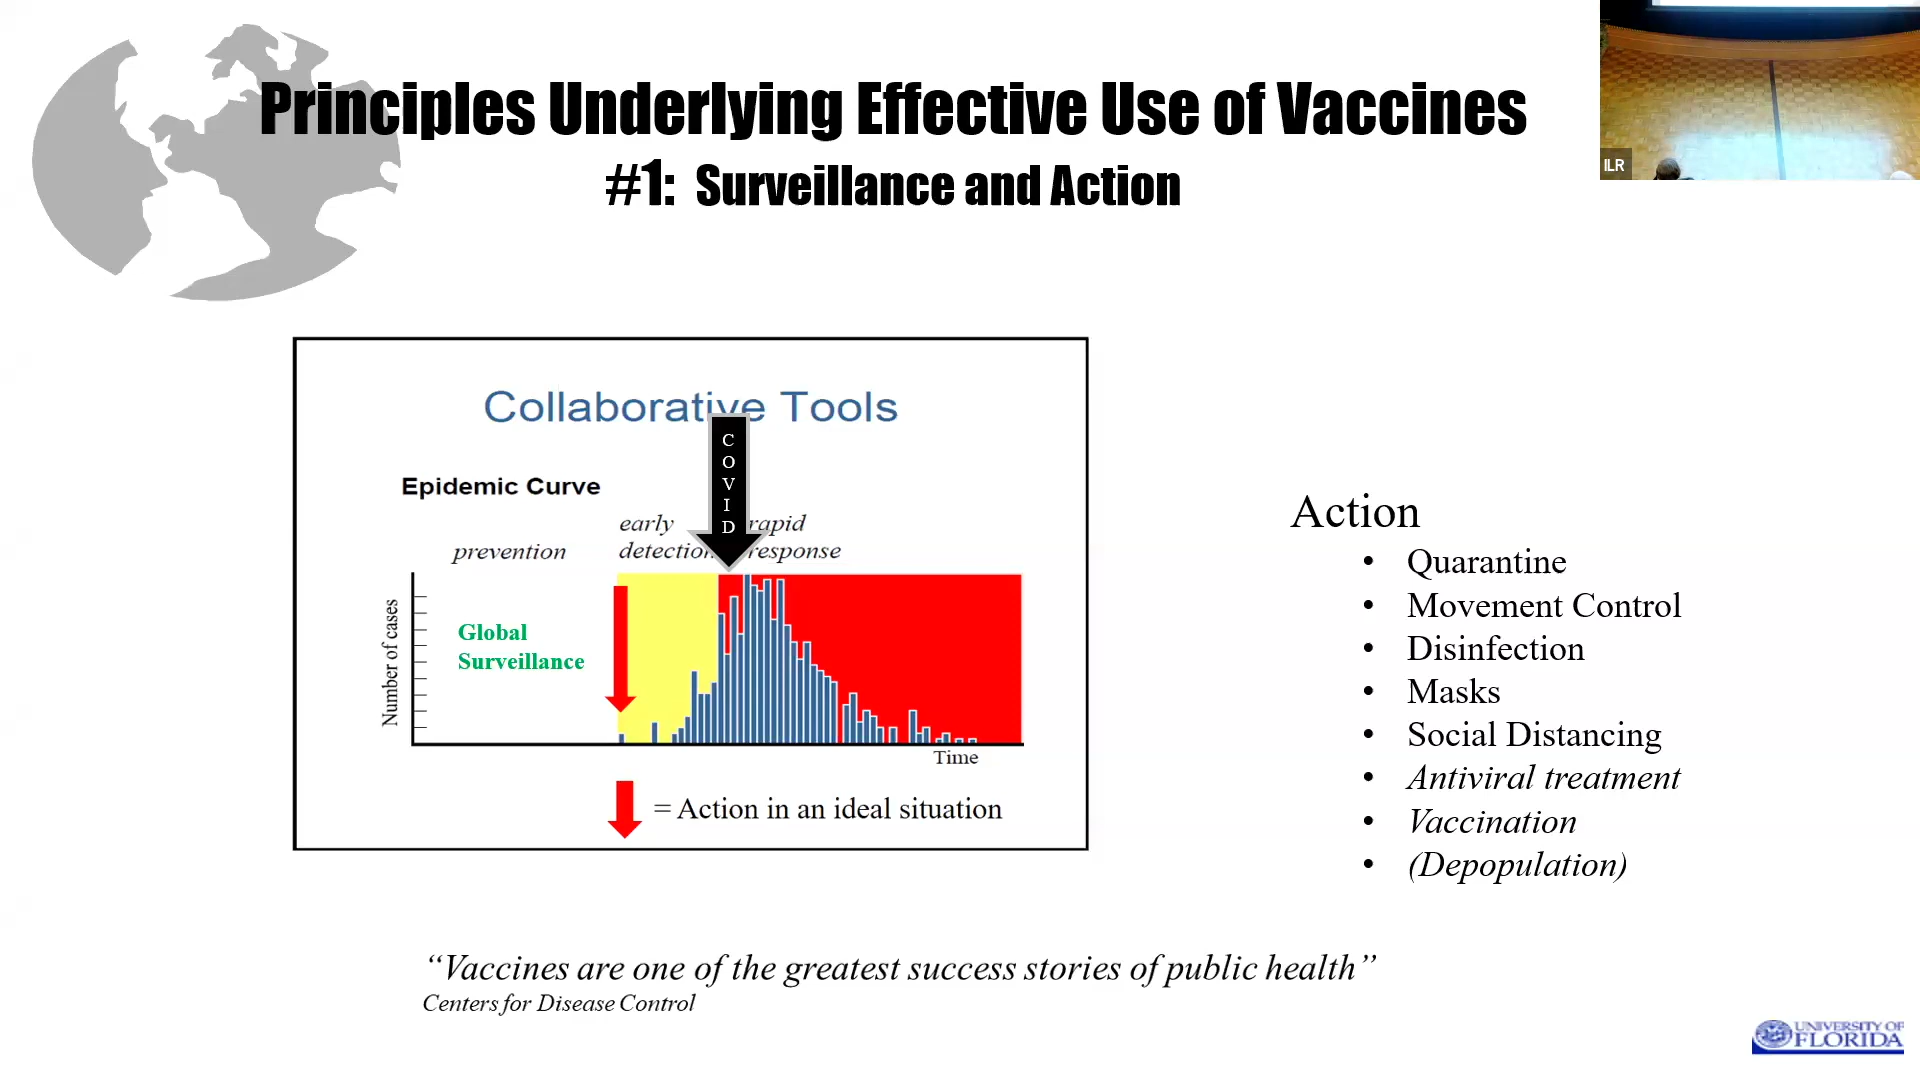 Principles Underlying Effective Use of Vaccines
#1: Surveillance and Action
ILR
Collaborative Tools
COVID
Epidemic Curve
early
detection
rapid
response
prevention
Number of cases
Global
Surveillance
Time
= Action in an ideal situation
Action
• Quarantine
• Movement Control
• Disinfection
• Masks
• Social Distancing
• Antiviral treatment
• Vaccination
• (Depopulation)
“Vaccines are one of the greatest success stories of public health”
Centers for Disease Control
UNIVERSITY OF
FLORIDA